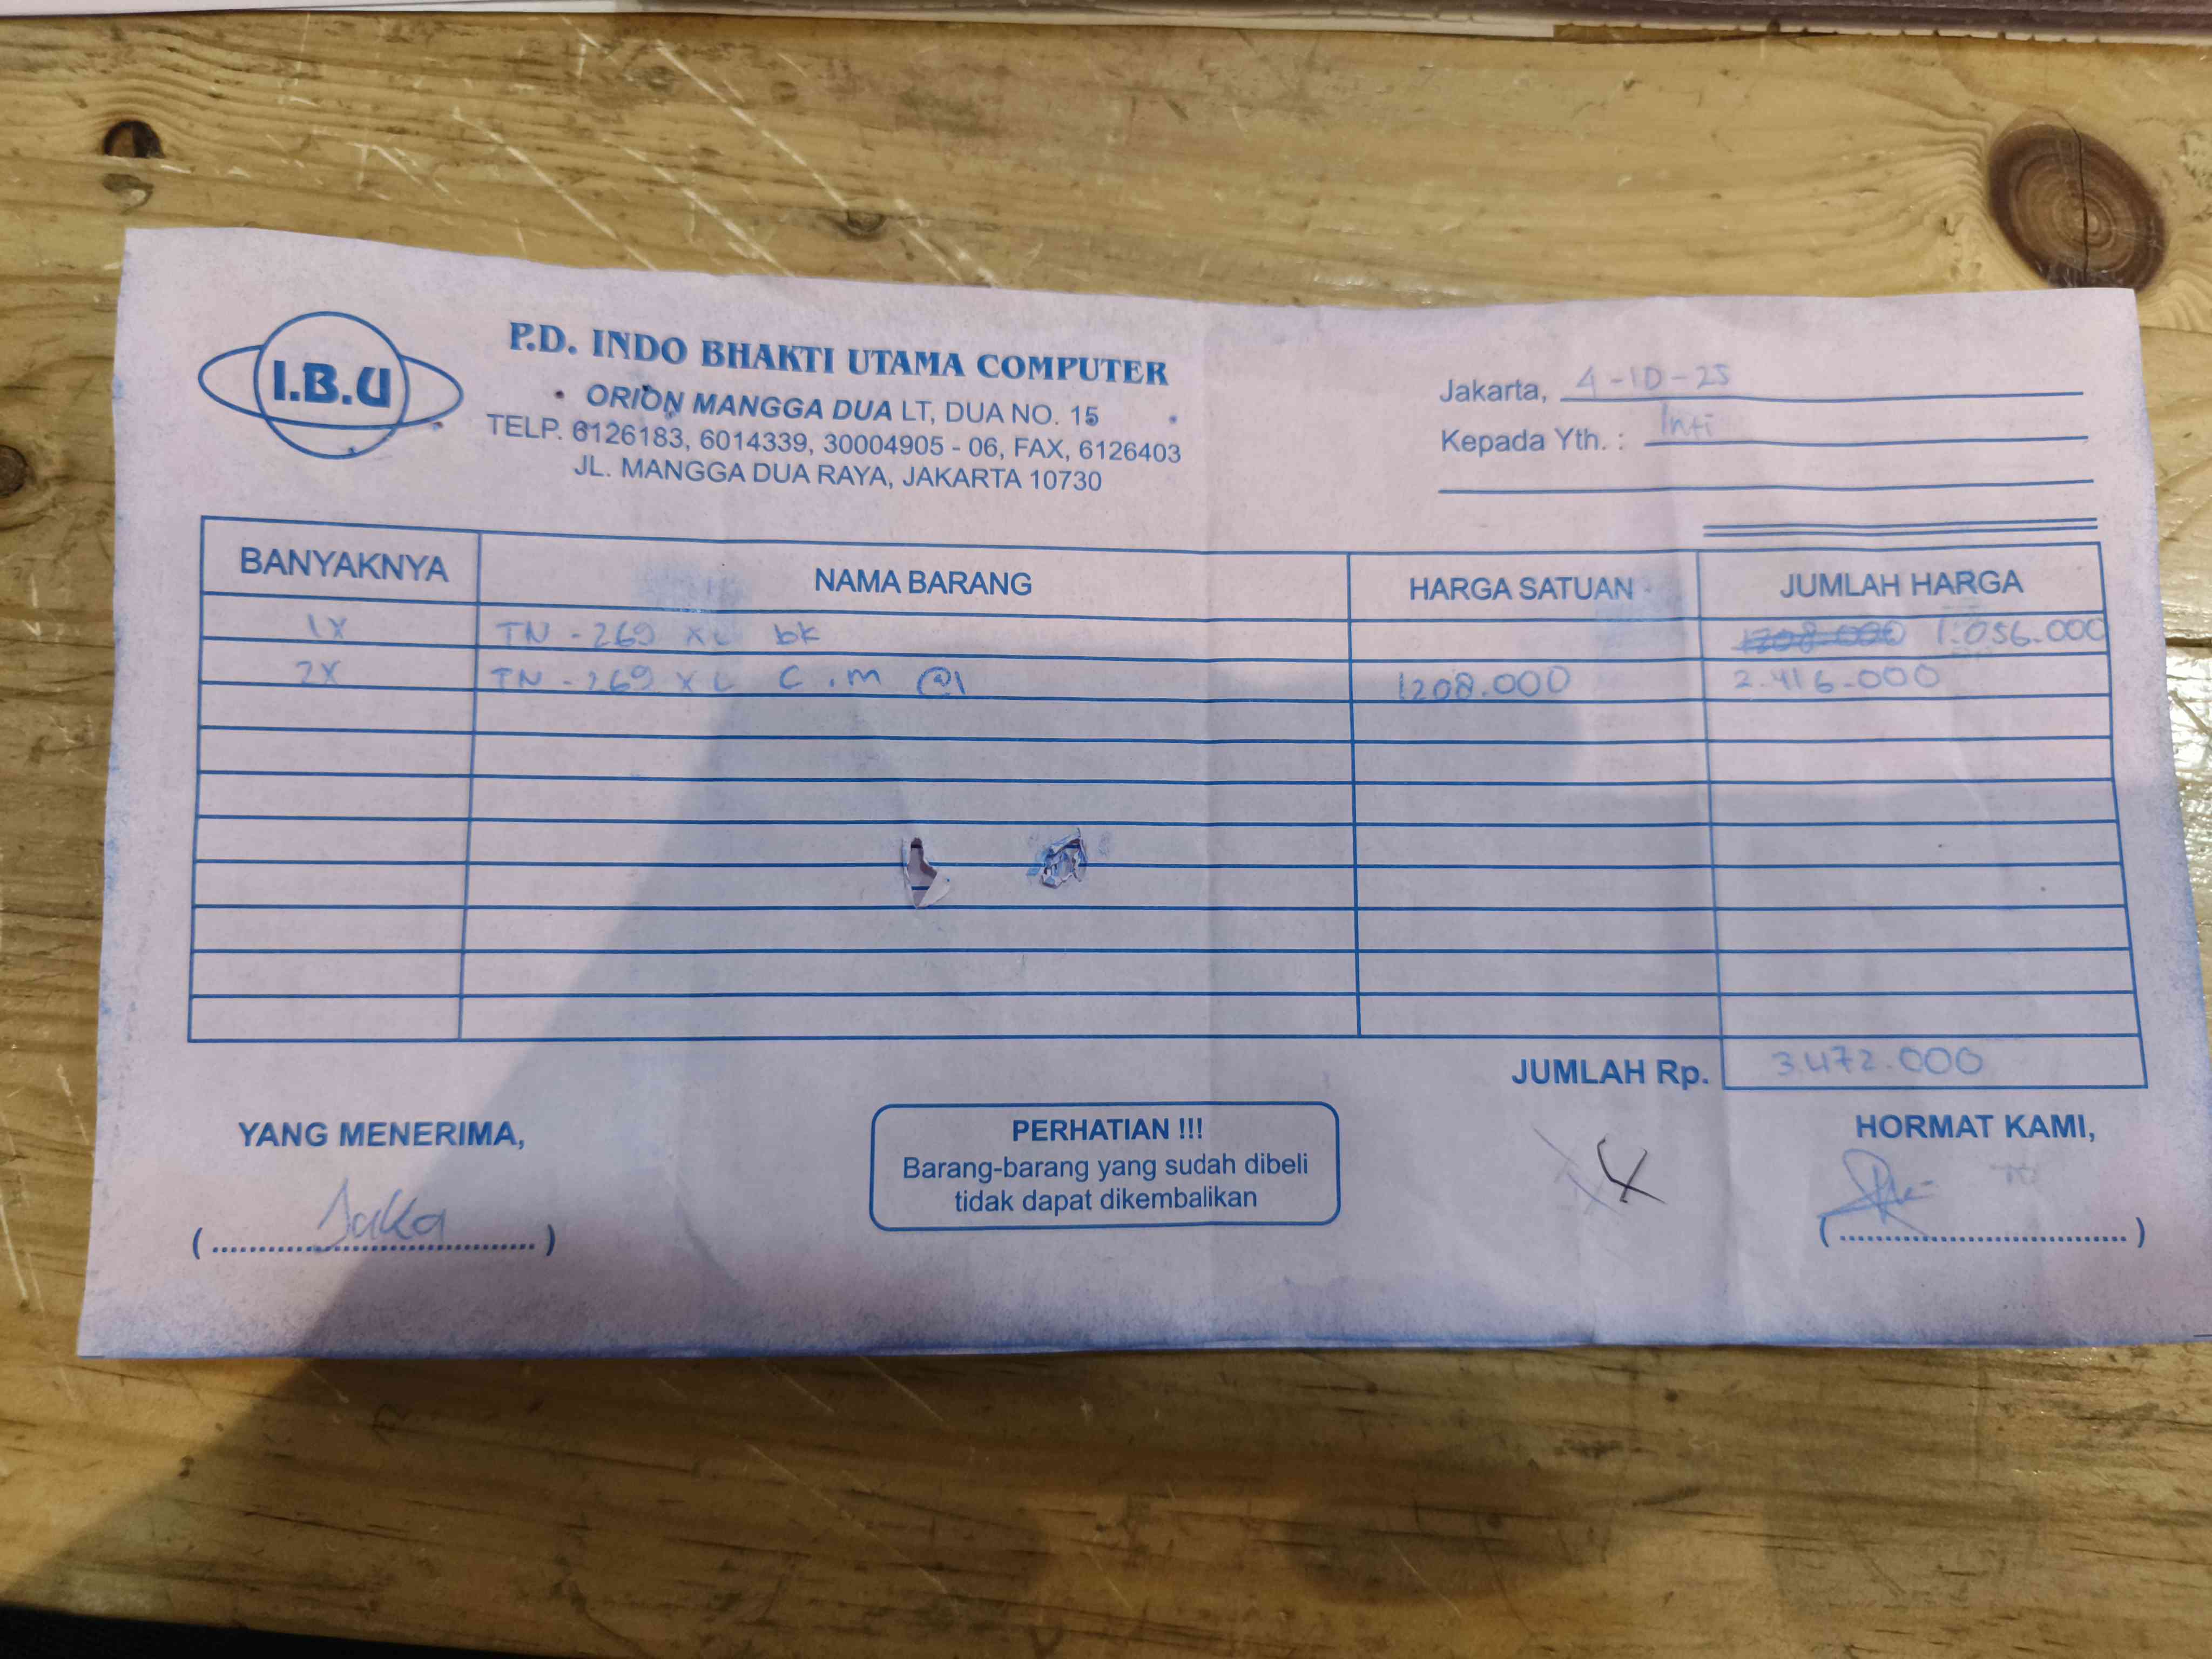 I.B.U
P.D. INDO BHAKTI UTAMA COMPUTER
ORION MANGGA DUA LT, DUA NO. 15
TELP. 6126183, 6014339, 30004905 - 06, FAX, 6126403
JL. MANGGA DUA RAYA, JAKARTA 10730
Jakarta, 4-10-25
Kepada Yth. : Inti
BANYAKNYA NAMA BARANG HARGA SATUAN JUMLAH HARGA
1X TN - 269 XL bk 1208.000 1.056.000
2X TN - 269 XL C . m @1 1208.000 2.416.000
JUMLAH Rp. 3.472.000
YANG MENERIMA,
Jaka
PERHATIAN !!!
Barang-barang yang sudah dibeli
tidak dapat dikembalikan
HORMAT KAMI,